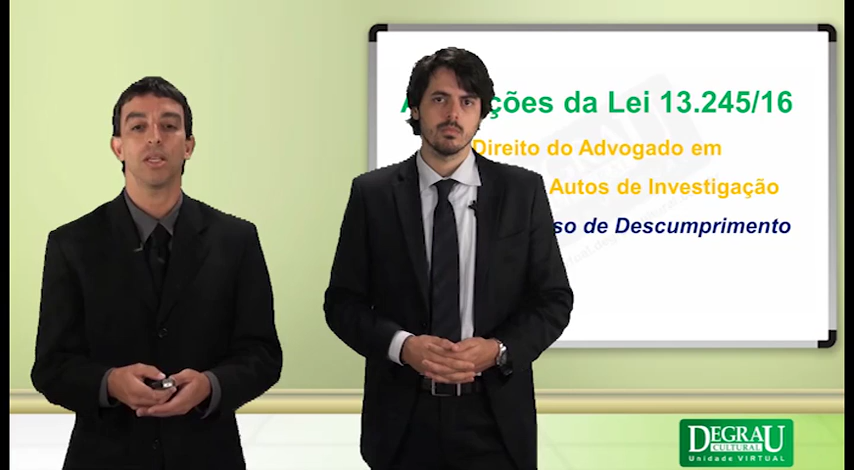 ções da Lei 13.245/16
Direito do Advogado em
Autos de Investigação
so de Descumprimento
DEGRAU
CULTURAL
Unidade VIRTUAL